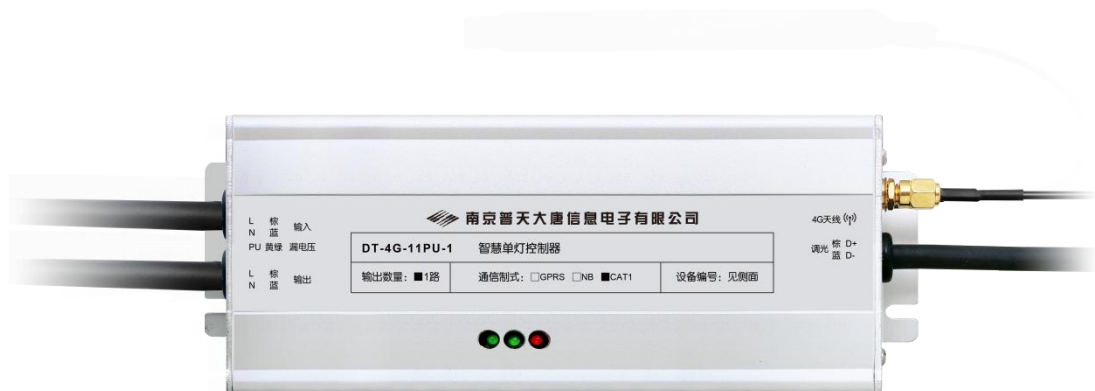 L 棕 输入
N 蓝
PU 黄绿 漏电压
L 棕 输出
N 蓝
南京普天大唐信息电子有限公司
DT-4G-11PU-1 智慧单灯控制器
输出数量：■1路 通信制式：□GPRS □NB ■CAT1 设备编号：见侧面
4G天线
调光 棕 D+
蓝 D-